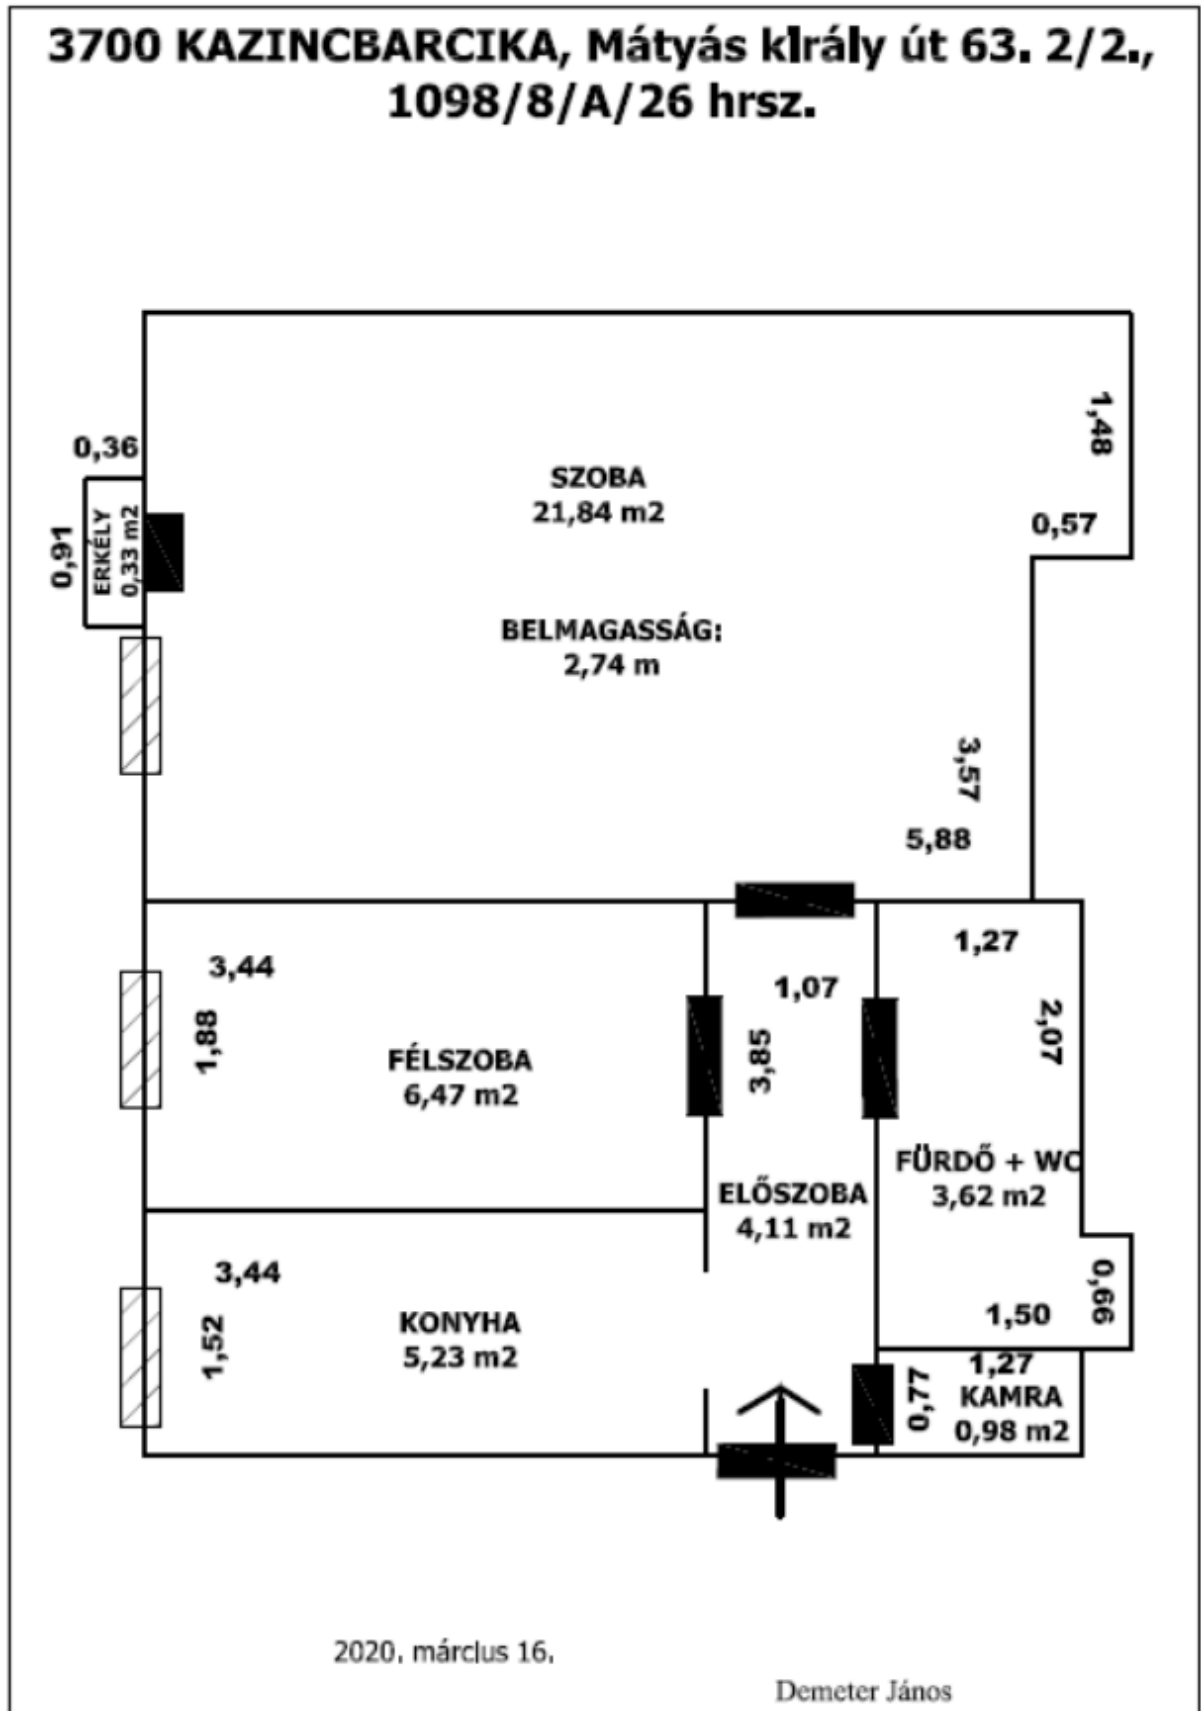 3700 KAZINCBARCIKA, Mátyás király út 63. 2/2.,
1098/8/A/26 hrsz.
1,48
0,36
SZOBA
21,84 m2
0,57
0,91
ERKÉLY
0,33 m2
BELMAGASSÁG:
2,74 m
3,57
5,88
1,27
3,44
1,07
1,88
3,85
2,07
FÉLSZOBA
6,47 m2
FÜRDŐ + WC
3,62 m2
ELŐSZOBA
4,11 m2
3,44
0,66
1,50
KONYHA
5,23 m2
1,52
1,27
0,77
KAMRA
0,98 m2
2020. március 16.
Demeter János